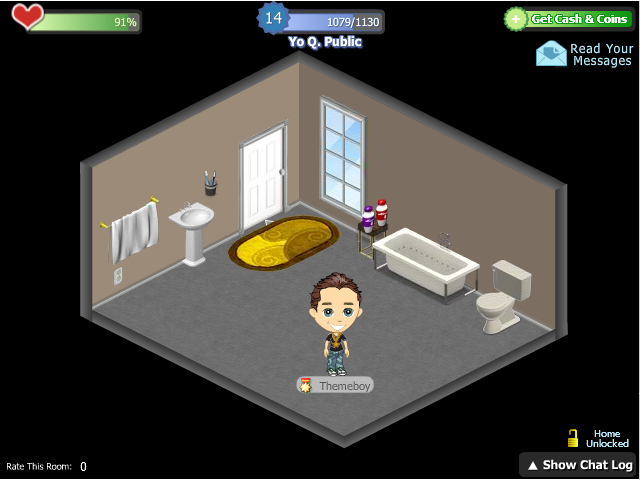 91%
14
1079/1130
Get Cash & Coins
Yo Q. Public
Read Your
Messages
Themeboy
Home
Unlocked
Rate This Room: 0
▲ Show Chat Log